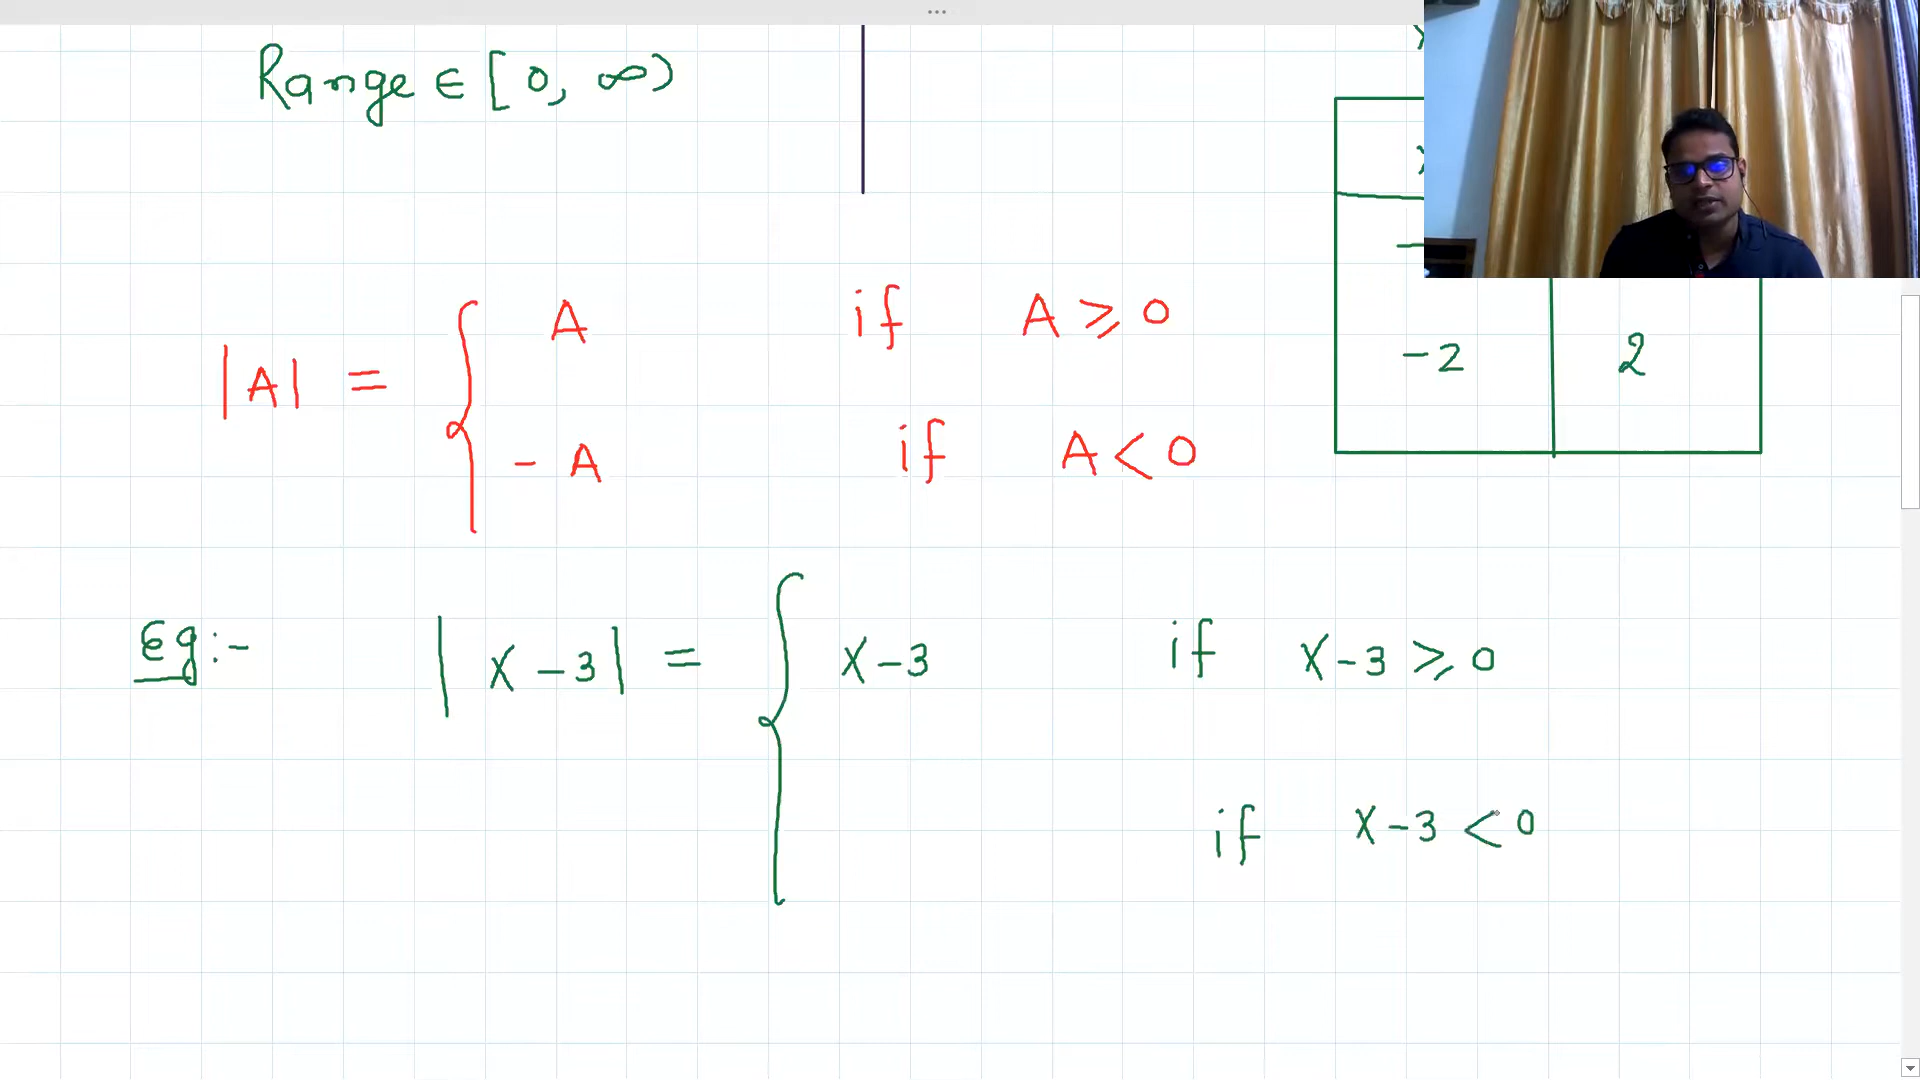 Range ∈ [0, ∞)
|A| = { A if A ⩾ 0
- A if A < 0
-2 2
Eg:- |x - 3| = { x - 3 if x - 3 ⩾ 0
if x - 3 < 0